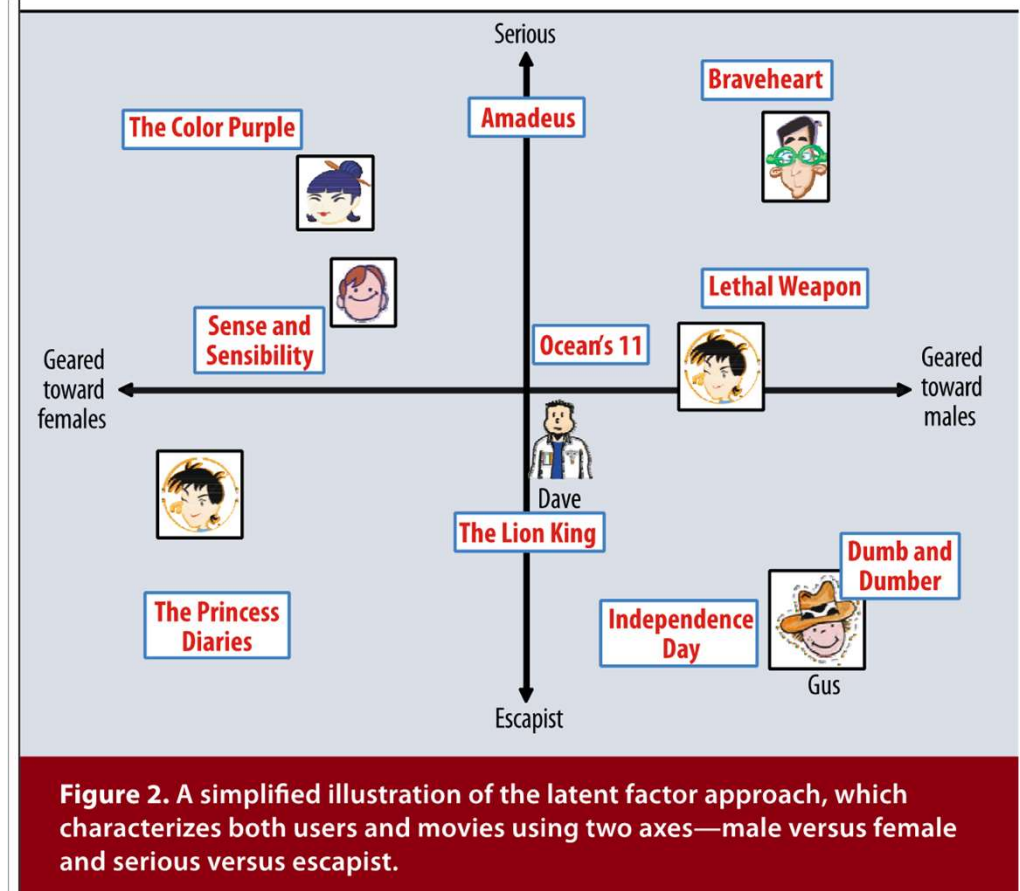 Serious
Braveheart
Amadeus
The Color Purple
Lethal Weapon
Sense and
Sensibility
Ocean's 11
Geared
toward
females
Geared
toward
males
Dave
The Lion King
Dumb and
Dumber
The Princess
Diaries
Independence
Day
Gus
Escapist
Figure 2. A simplified illustration of the latent factor approach, which
characterizes both users and movies using two axes—male versus female
and serious versus escapist.